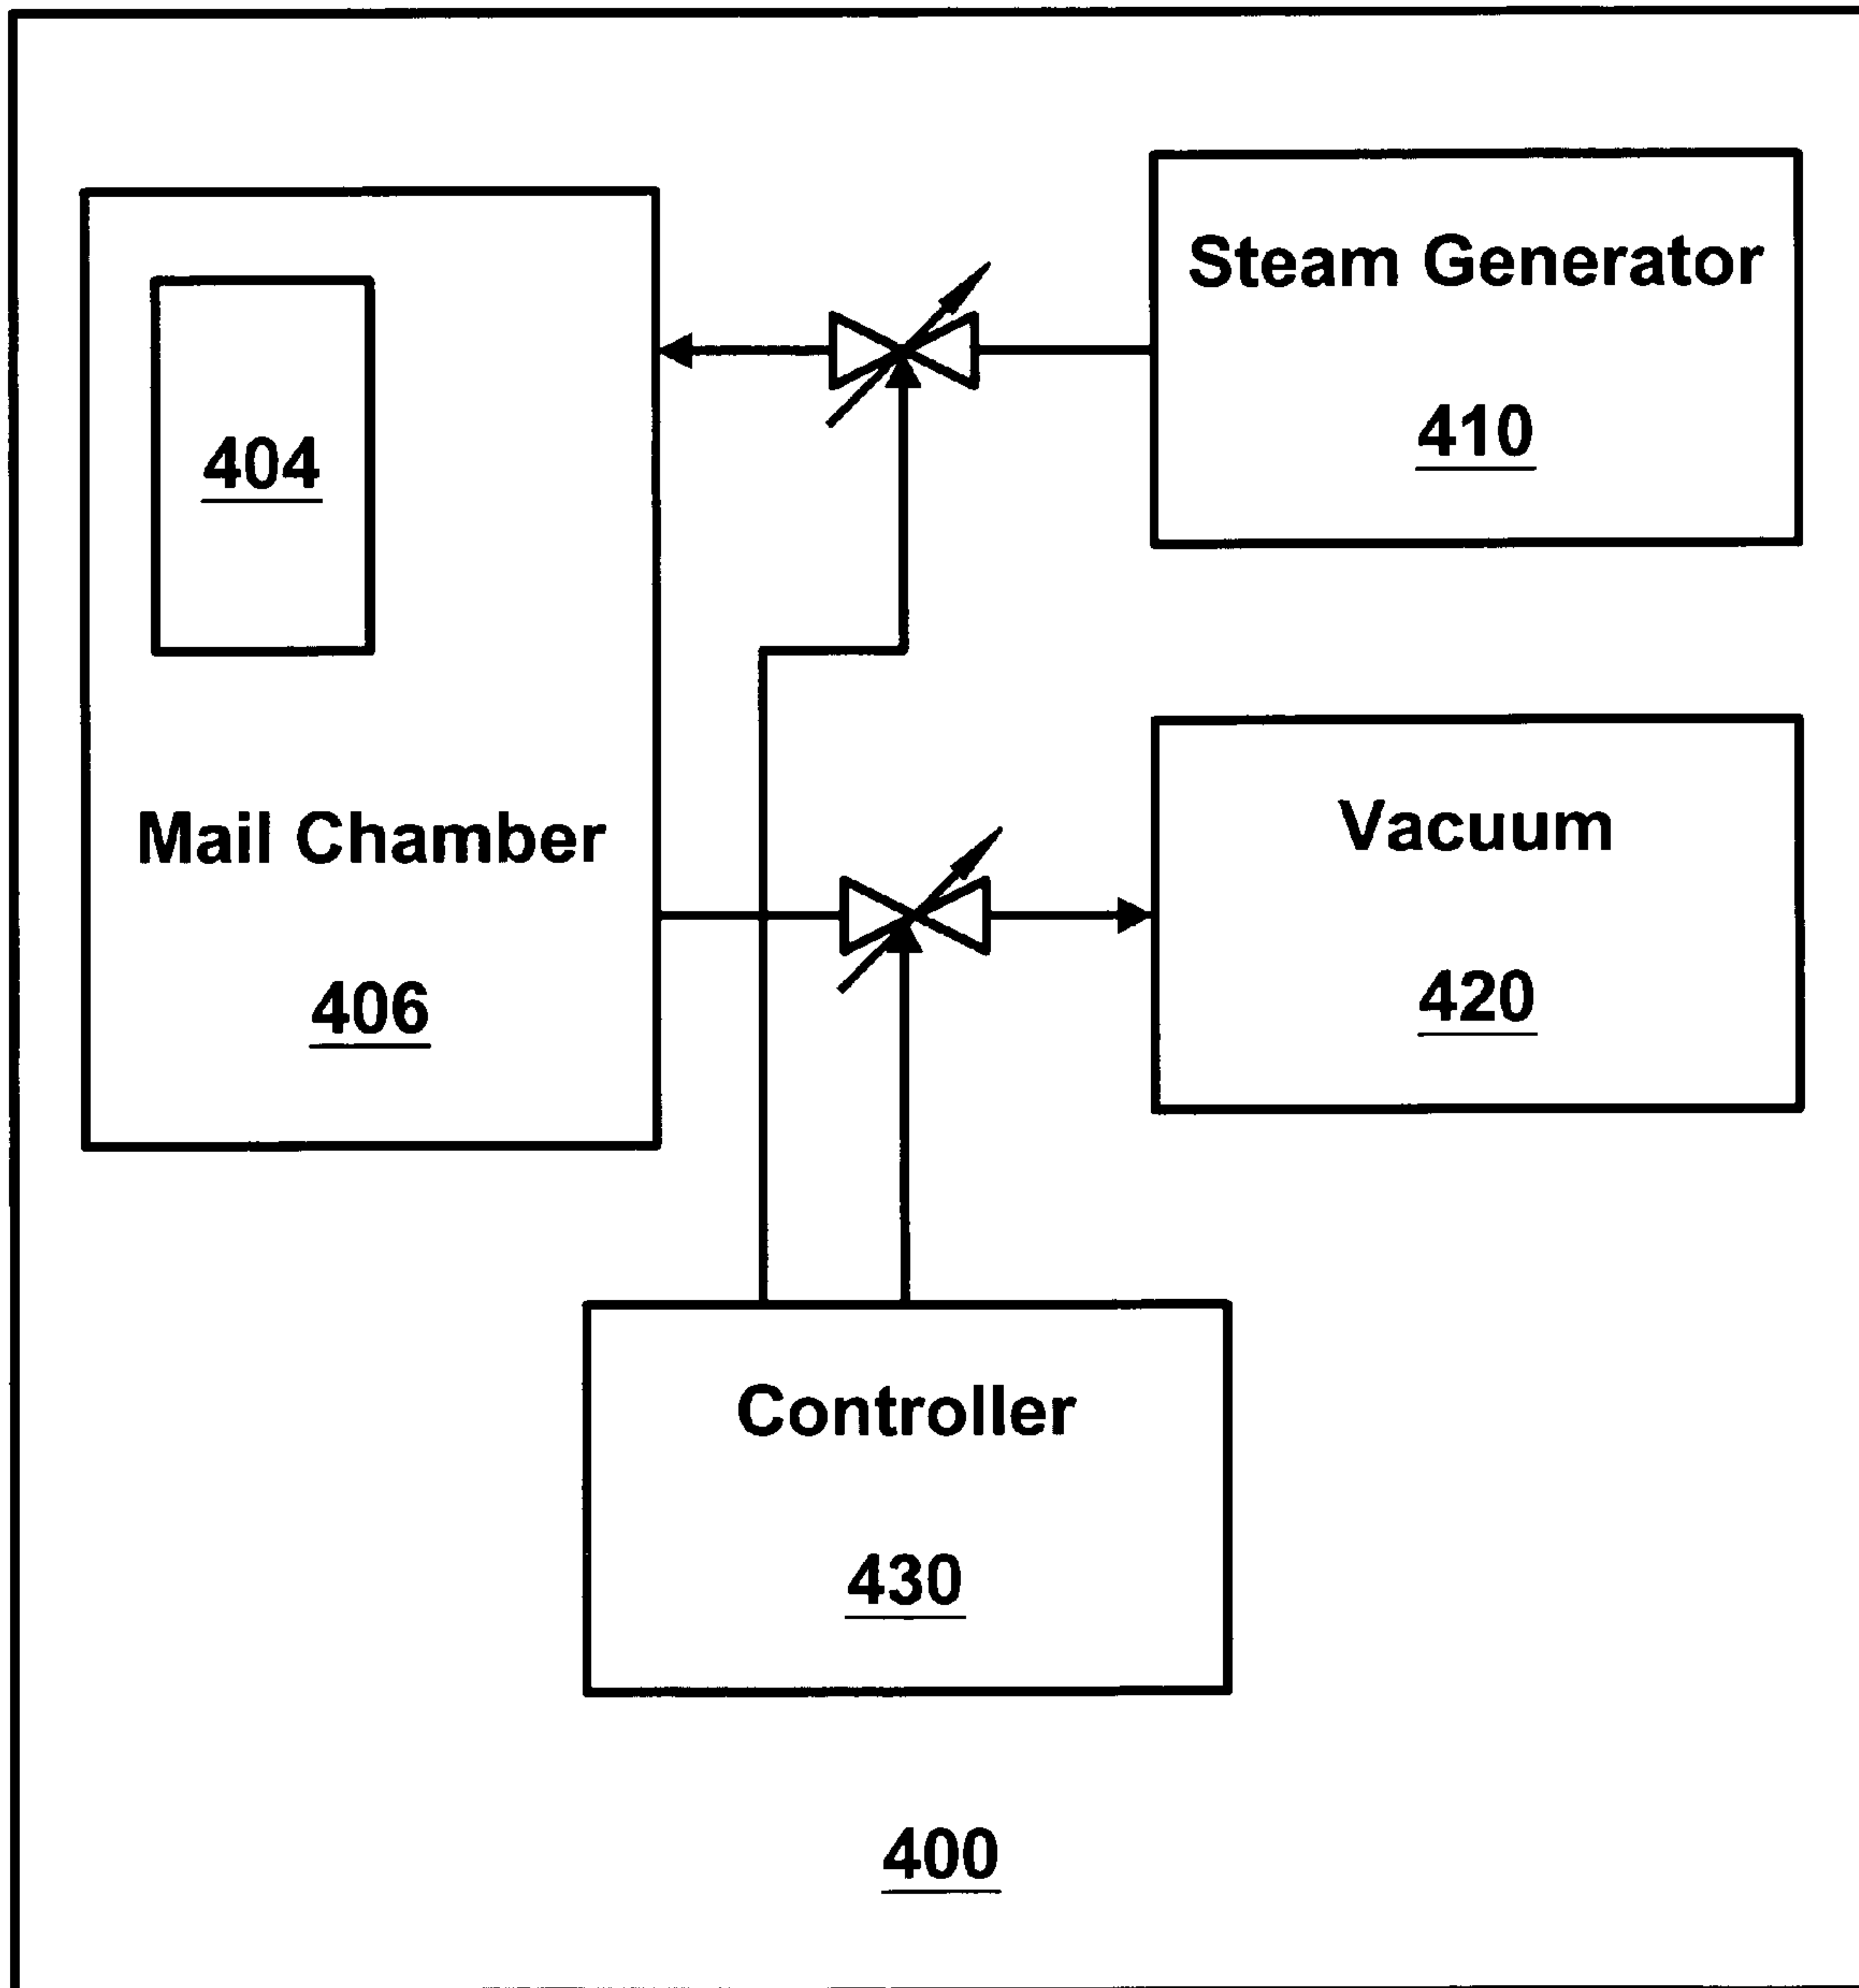 Steam Generator
410
404
Mail Chamber
406
Vacuum
420
Controller
430
400